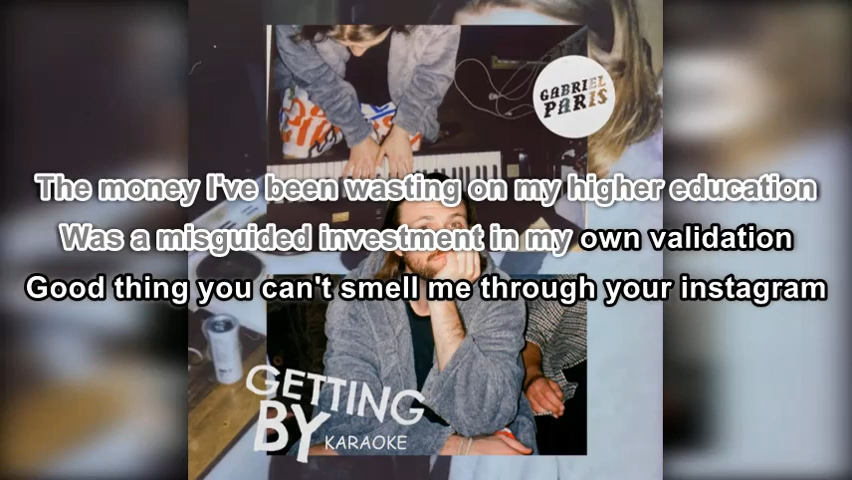 GABRIEL
PARIS
The money I've been wasting on my higher education
Was a misguided investment in my own validation
Good thing you can't smell me through your instagram
GETTING
BY
KARAOKE